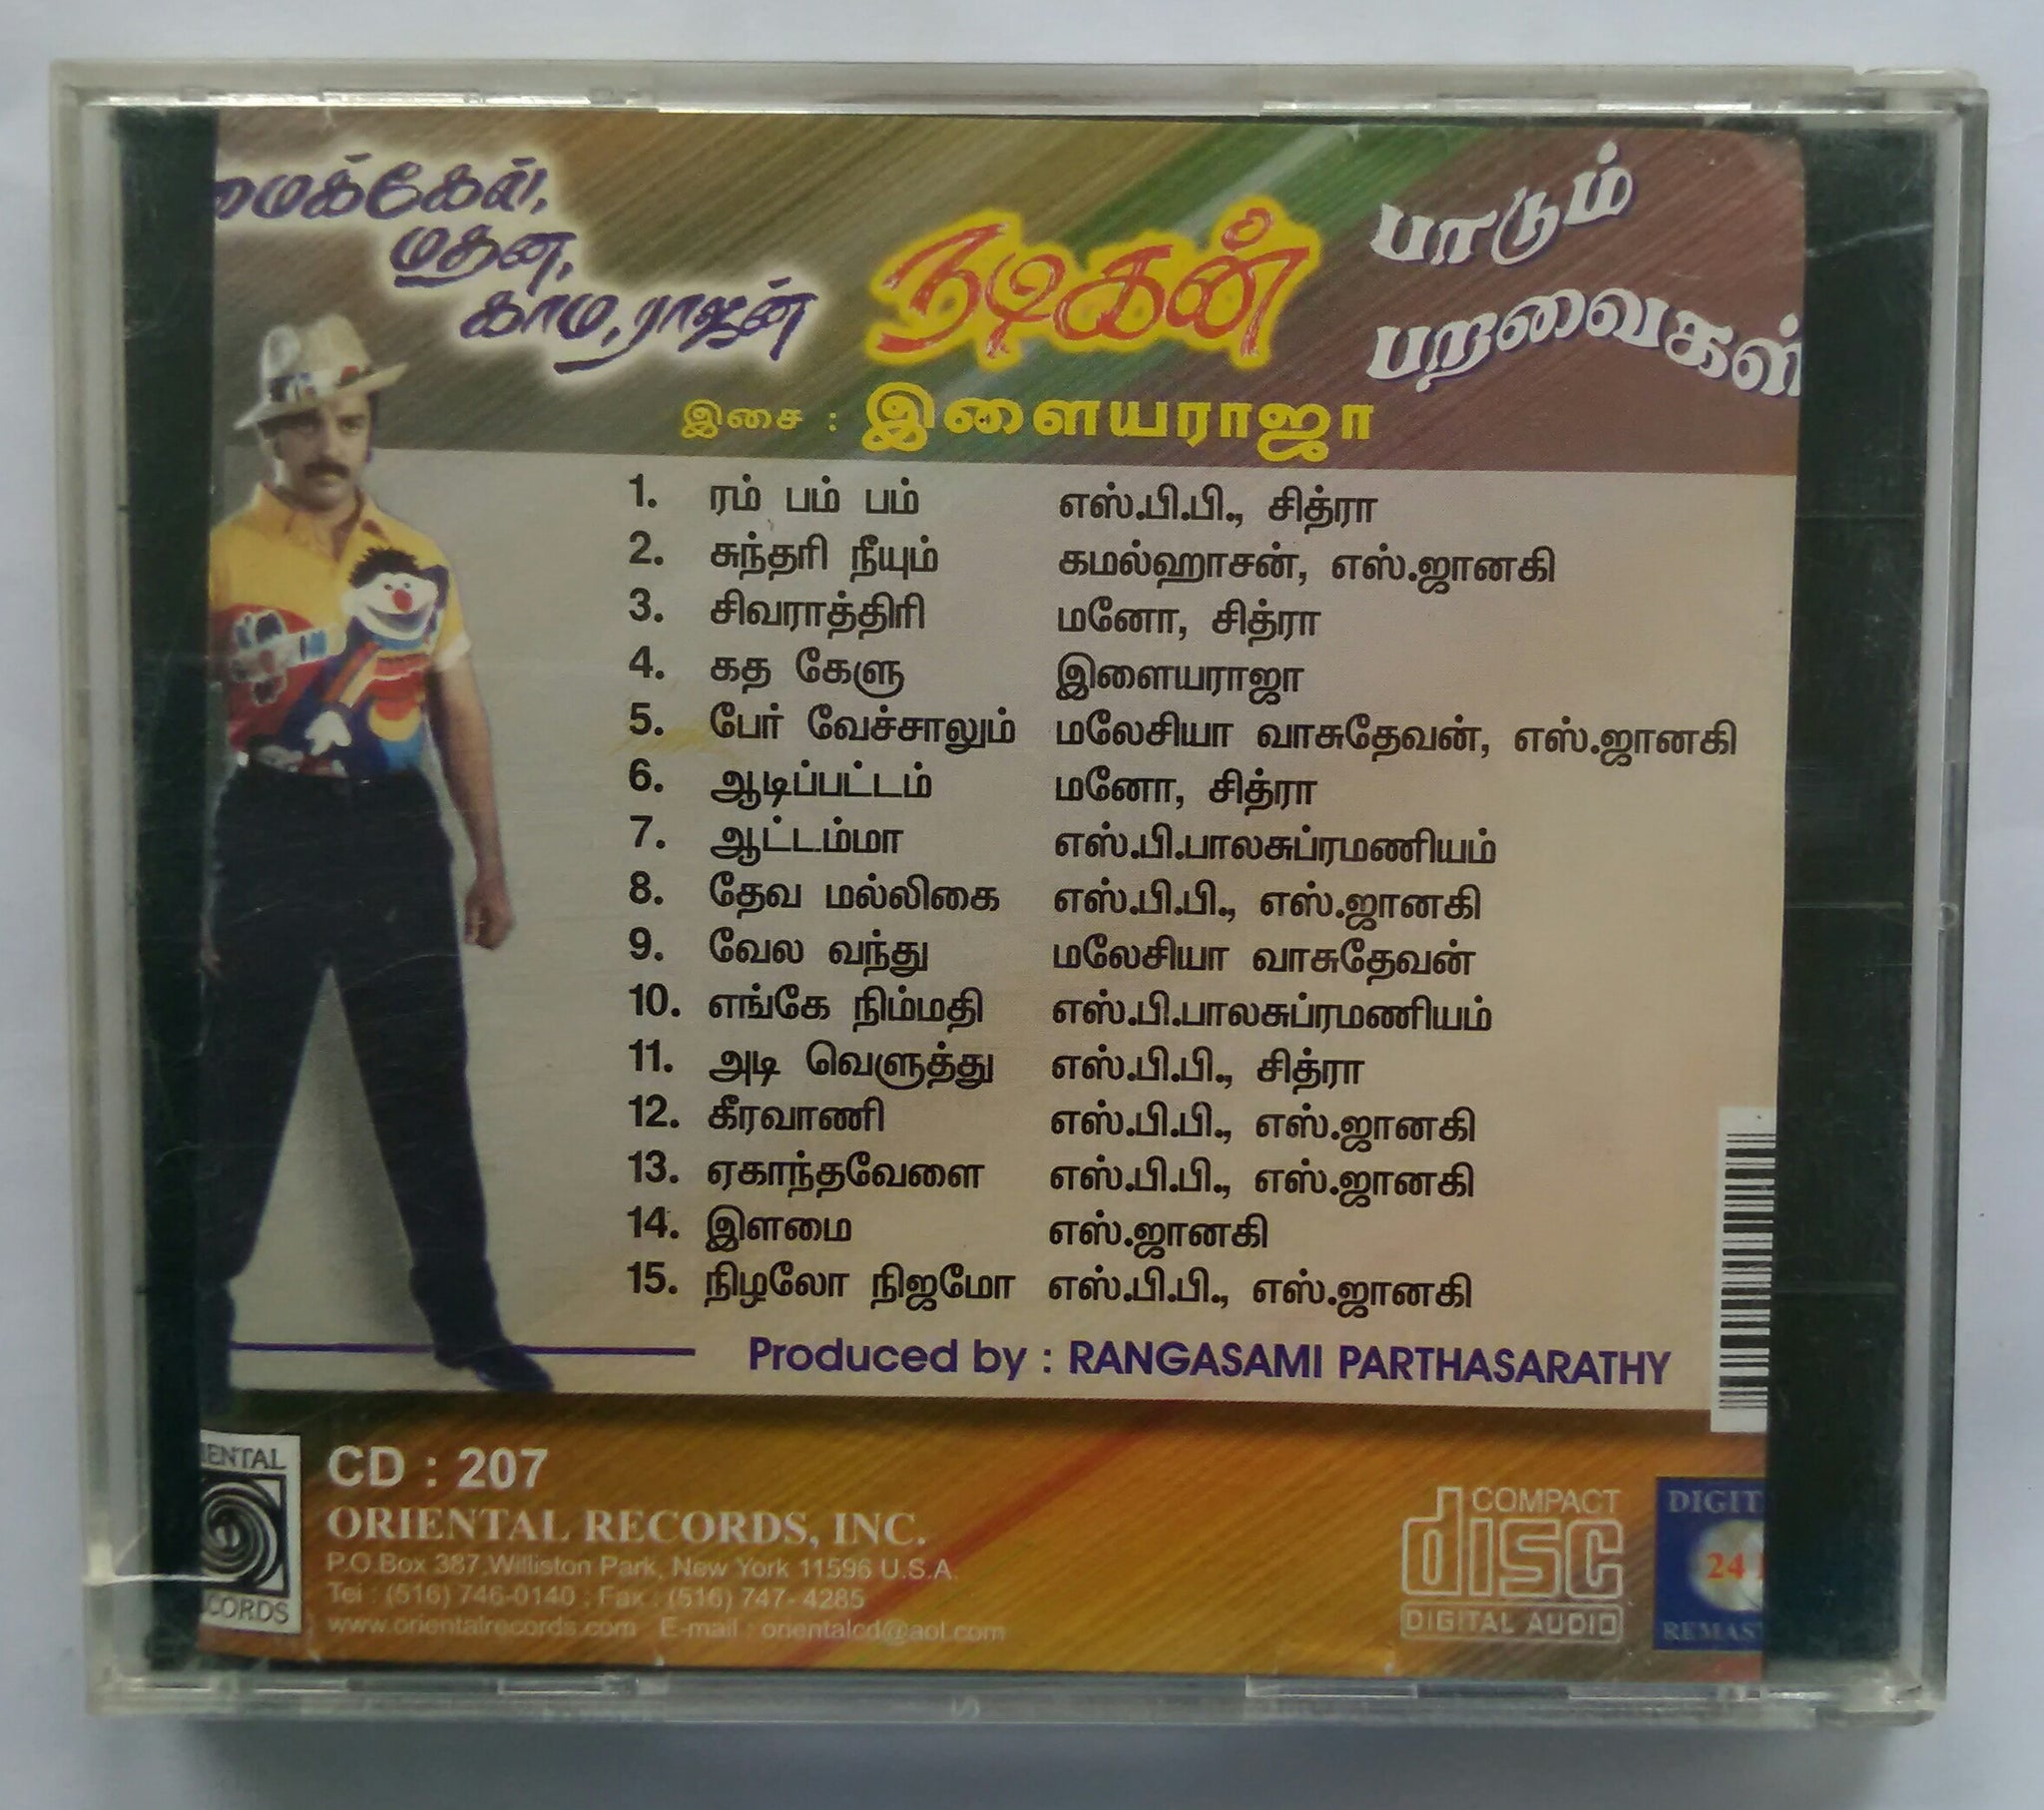 மைக்கேல்,
மதன,
காம,ராஜன்
நடிகன்
பாடும்
பறவைகள்
இசை : இளையராஜா
1. ரம் பம் பம் எஸ்.பி.பி., சித்ரா
2. சுந்தரி நீயும் கமல்ஹாசன், எஸ்.ஜானகி
3. சிவராத்திரி மனோ, சித்ரா
4. கத கேளு இளையராஜா
5. பேர் வேச்சாலும் மலேசியா வாசுதேவன், எஸ்.ஜானகி
6. ஆடிப்பட்டம் மனோ, சித்ரா
7. ஆட்டம்மா எஸ்.பி.பாலசுப்ரமணியம்
8. தேவ மல்லிகை எஸ்.பி.பி., எஸ்.ஜானகி
9. வேல வந்து மலேசியா வாசுதேவன்
10. எங்கே நிம்மதி எஸ்.பி.பாலசுப்ரமணியம்
11. அடி வெளுத்து எஸ்.பி.பி., சித்ரா
12. கீரவாணி எஸ்.பி.பி., எஸ்.ஜானகி
13. ஏகாந்தவேளை எஸ்.பி.பி., எஸ்.ஜானகி
14. இளமை எஸ்.ஜானகி
15. நிழலோ நிஜமோ எஸ்.பி.பி., எஸ்.ஜானகி
Produced by : RANGASAMI PARTHASARATHY
IENTAL
CORDS
CD : 207
ORIENTAL RECORDS, INC.
P.O.Box 387 Williston Park, New York 11596 U.S.A.
Tel : (516) 746-0140 ; Fax : (516) 747- 4285
www.orientalrecords.com E-mail : orientalcd@aol.com
COMPACT
disc
DIGITAL AUDIO
DIGIT
24
REMAS